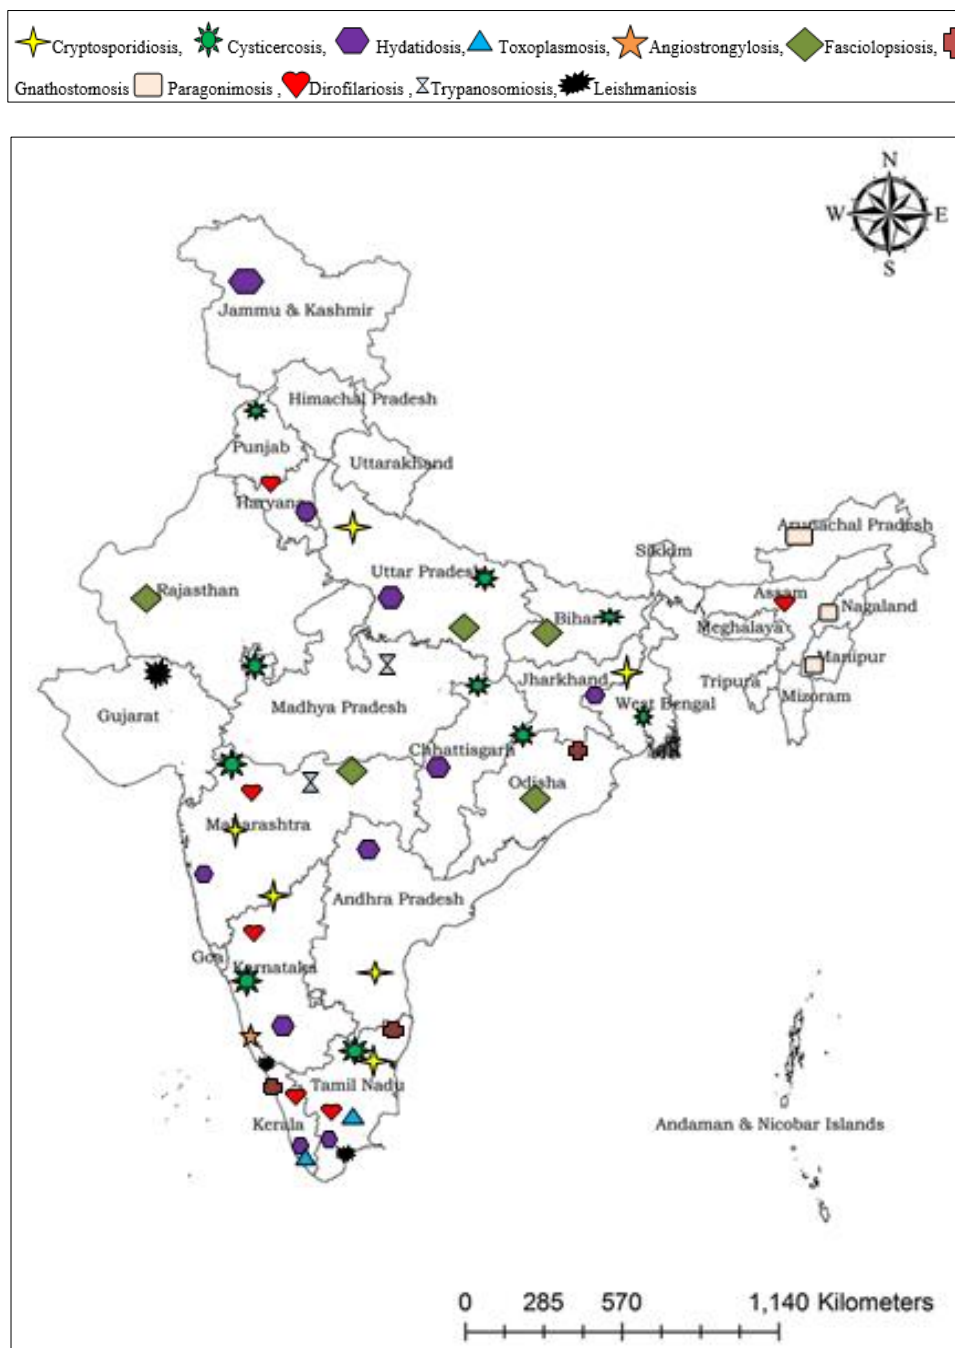 Cryptosporidiosis, Cysticercosis, Hydatidosis, Toxoplasmosis, Angiostrongylosis, Fasciolopsiosis,
Gnathostomosis Paragonimosis , Dirofilariosis , Trypanosomiosis, Leishmaniosis
N
W E
S
Jammu & Kashmir
Himachal Pradesh
Punjab
Uttarakhand
Haryana
Arunachal Pradesh
Sikkim
Uttar Pradesh
Rajasthan
Assam
Nagaland
Bihar
Meghalaya
Manipur
Jharkhand
Tripura
Mizoram
West Bengal
Madhya Pradesh
Gujarat
Chhattisgarh
Odisha
Maharashtra
Andhra Pradesh
Goa
Karnataka
Tamil Nadu
Kerala
Andaman & Nicobar Islands
0 285 570 1,140 Kilometers